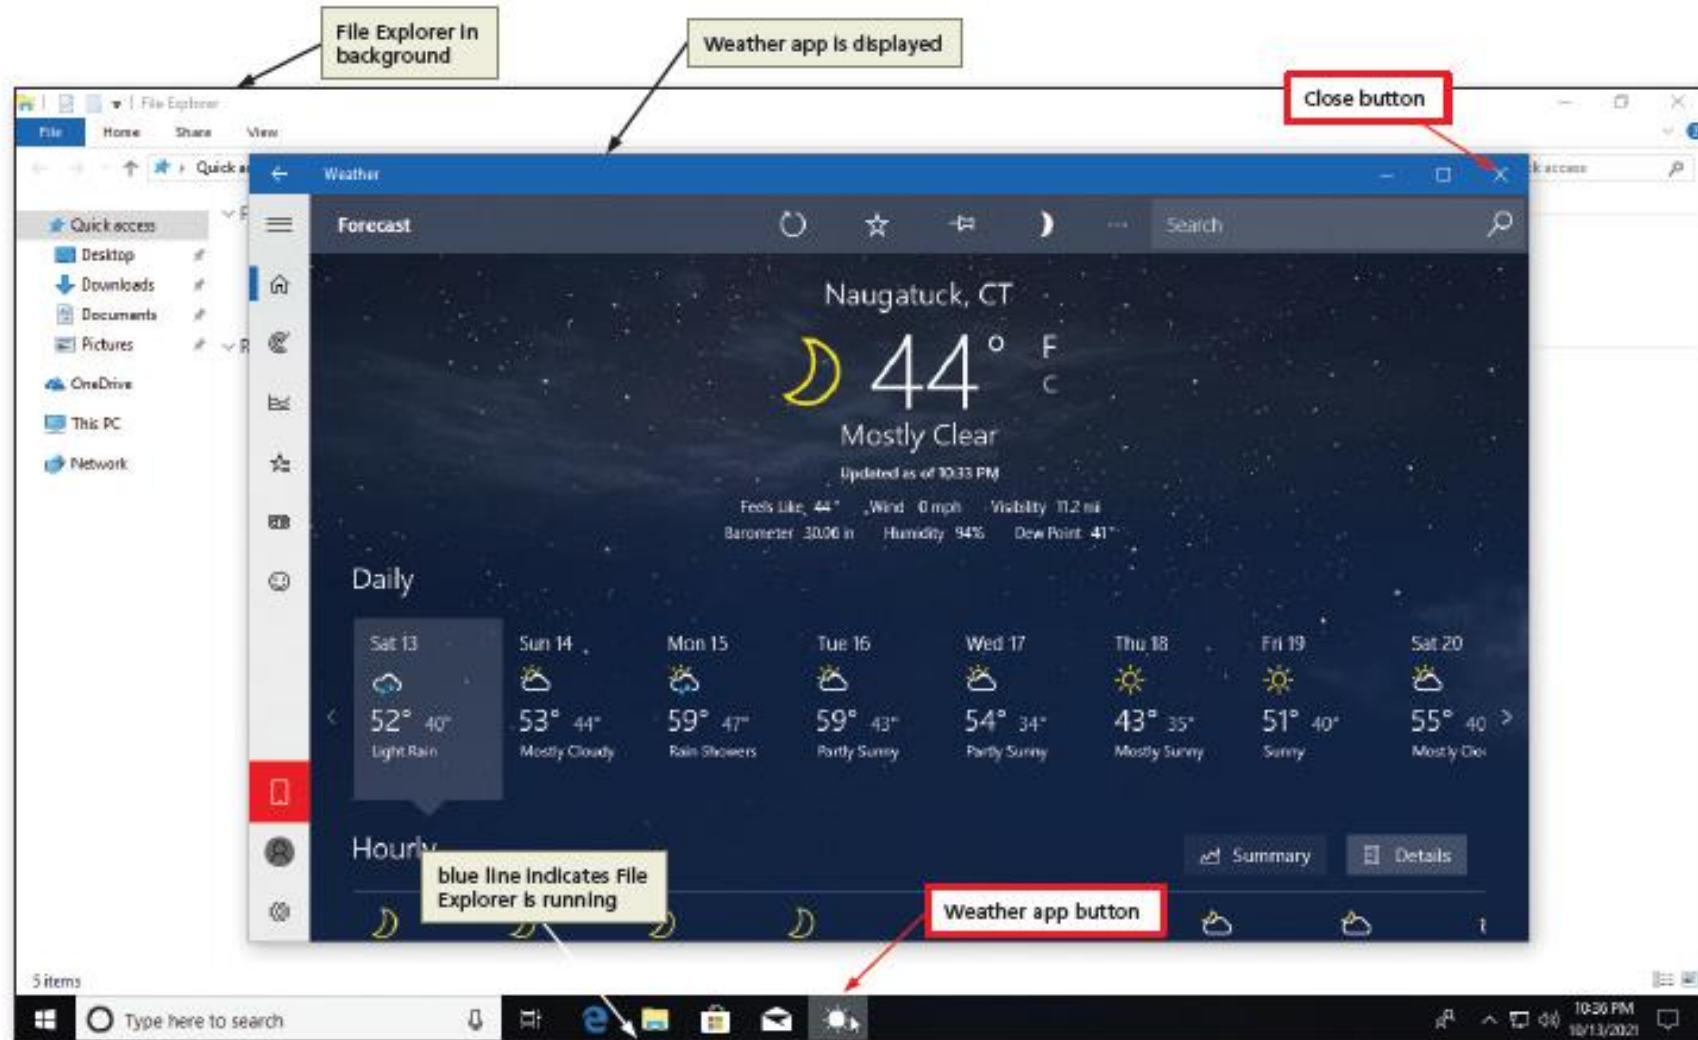 File Explorer in
background
Weather app is displayed
Close button
File Explorer
File Home Share View
Quick a
Weather
k access
Quick access
Desktop
Downloads
Documents
Pictures
OneDrive
This PC
Network
Forecast
Search
Naugatuck, CT
44° F
C
Mostly Clear
Updated as of 10:33 PM
Feels Like 44° Wind 0 mph Visibility 11.2 mi
Barometer 30.06 in Humidity 94% Dew Point 41°
Daily
Sat 13 Sun 14 Mon 15 Tue 16 Wed 17 Thu 18 Fri 19 Sat 20
52° 40° 53° 44° 59° 47° 59° 43° 54° 34° 43° 35° 51° 40° 55° 40
Light Rain Mostly Cloudy Rain Showers Partly Sunny Partly Sunny Mostly Sunny Sunny Mostly Clo
Hourly
Summary Details
blue line indicates File
Explorer is running
Weather app button
5 items
Type here to search
10:36 PM
10/13/2021